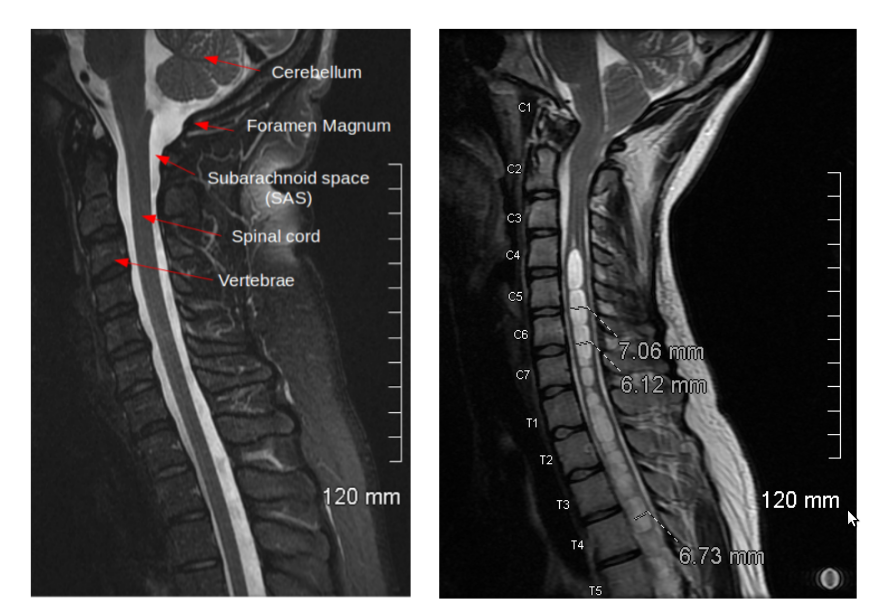 Cerebellum
Foramen Magnum
Subarachnoid space
(SAS)
Spinal cord
Vertebrae
120 mm
C1
C2
C3
C4
C5
C6
C7
T1
T2
T3
T4
T5
7.06 mm
6.12 mm
6.73 mm
120 mm